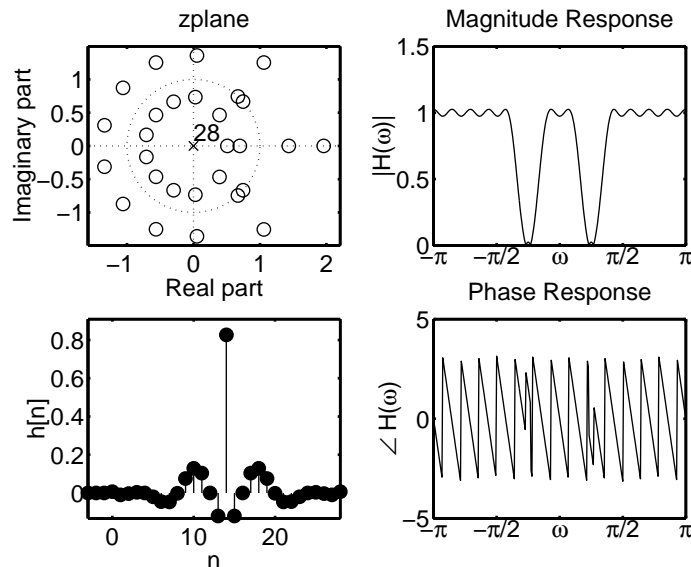 zplane
Imaginary part
1
0.5
0
−0.5
−1
28
−1
0
1
2
Real part
Magnitude Response
|H(ω)|
1.5
1
0.5
0
−π
−π/2
ω
π/2
π
h[n]
0.8
0.6
0.4
0.2
0
0
10
20
n
Phase Response
∠ H(ω)
5
0
−5
−π
−π/2
ω
π/2
π